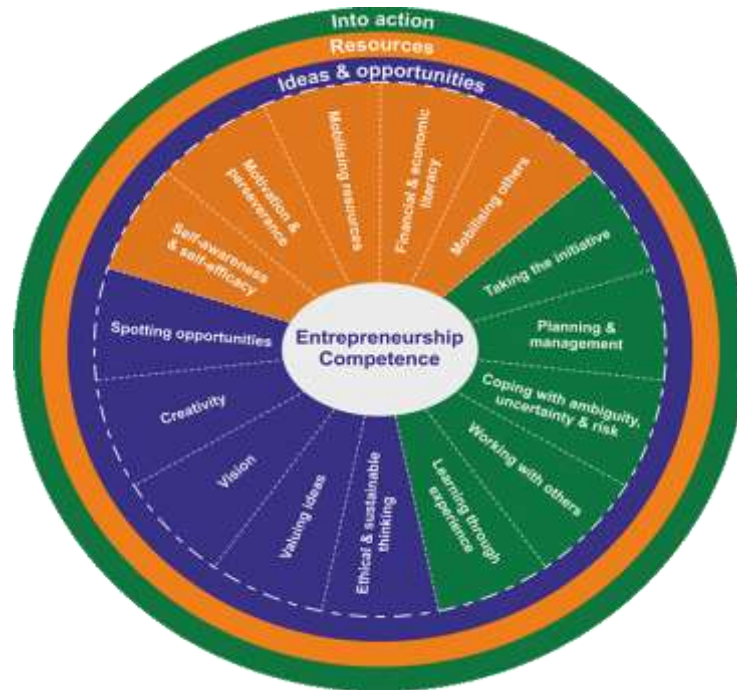 Into action
Resources
Ideas & opportunities
Self-awareness
& self-efficacy
Motivation &
perseverance
Mobilising resources
Financial & economic
literacy
Mobilising others
Taking the initiative
Planning &
management
Coping with ambiguity,
uncertainty & risk
Working with others
Learning through
experience
Ethical & sustainable
thinking
Valuing ideas
Vision
Creativity
Spotting opportunities
Entrepreneurship
Competence